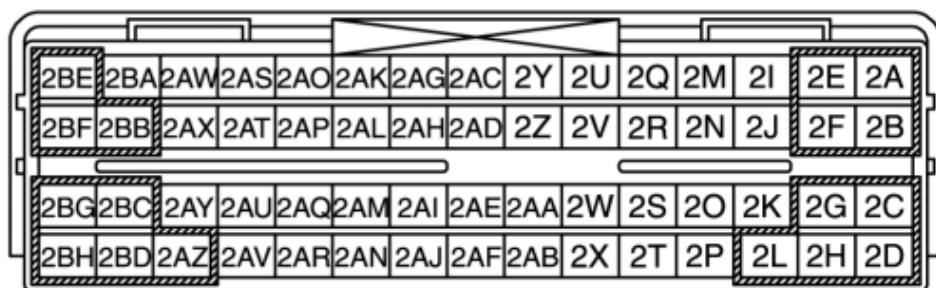 2BE 2BA 2AW 2AS 2AO 2AK 2AG 2AC 2Y 2U 2Q 2M 2I 2E 2A
2BF 2BB 2AX 2AT 2AP 2AL 2AH 2AD 2Z 2V 2R 2N 2J 2F 2B
2BG 2BC 2AY 2AU 2AQ 2AM 2AI 2AE 2AA 2W 2S 2O 2K 2G 2C
2BH 2BD 2AZ 2AV 2AR 2AN 2AJ 2AF 2AB 2X 2T 2P 2L 2H 2D